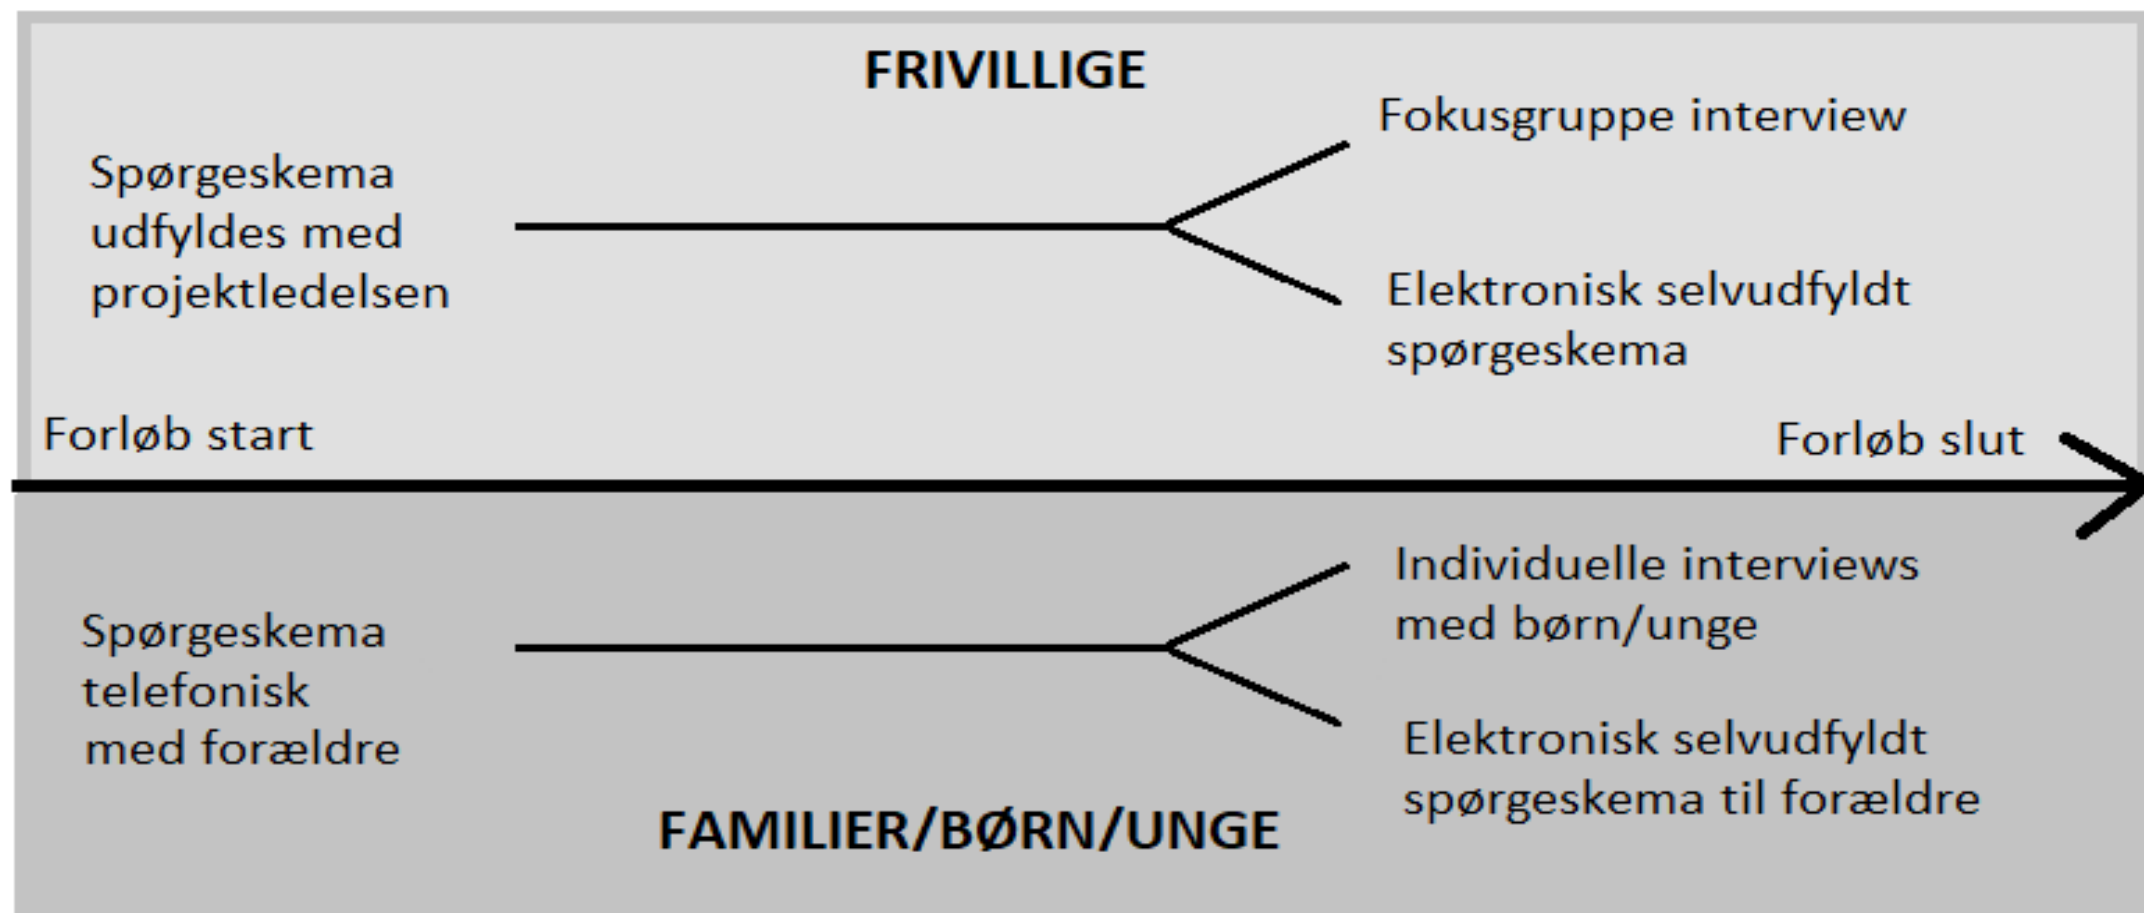 FRIVILLIGE
Spørgeskema
udfyldes med
projektledelsen
Fokusgruppe interview
Elektronisk selvudfyldt
spørgeskema
Forløb start
Forløb slut
Spørgeskema
telefonisk
med forældre
Individuelle interviews
med børn/unge
Elektronisk selvudfyldt
spørgeskema til forældre
FAMILIER/BØRN/UNGE